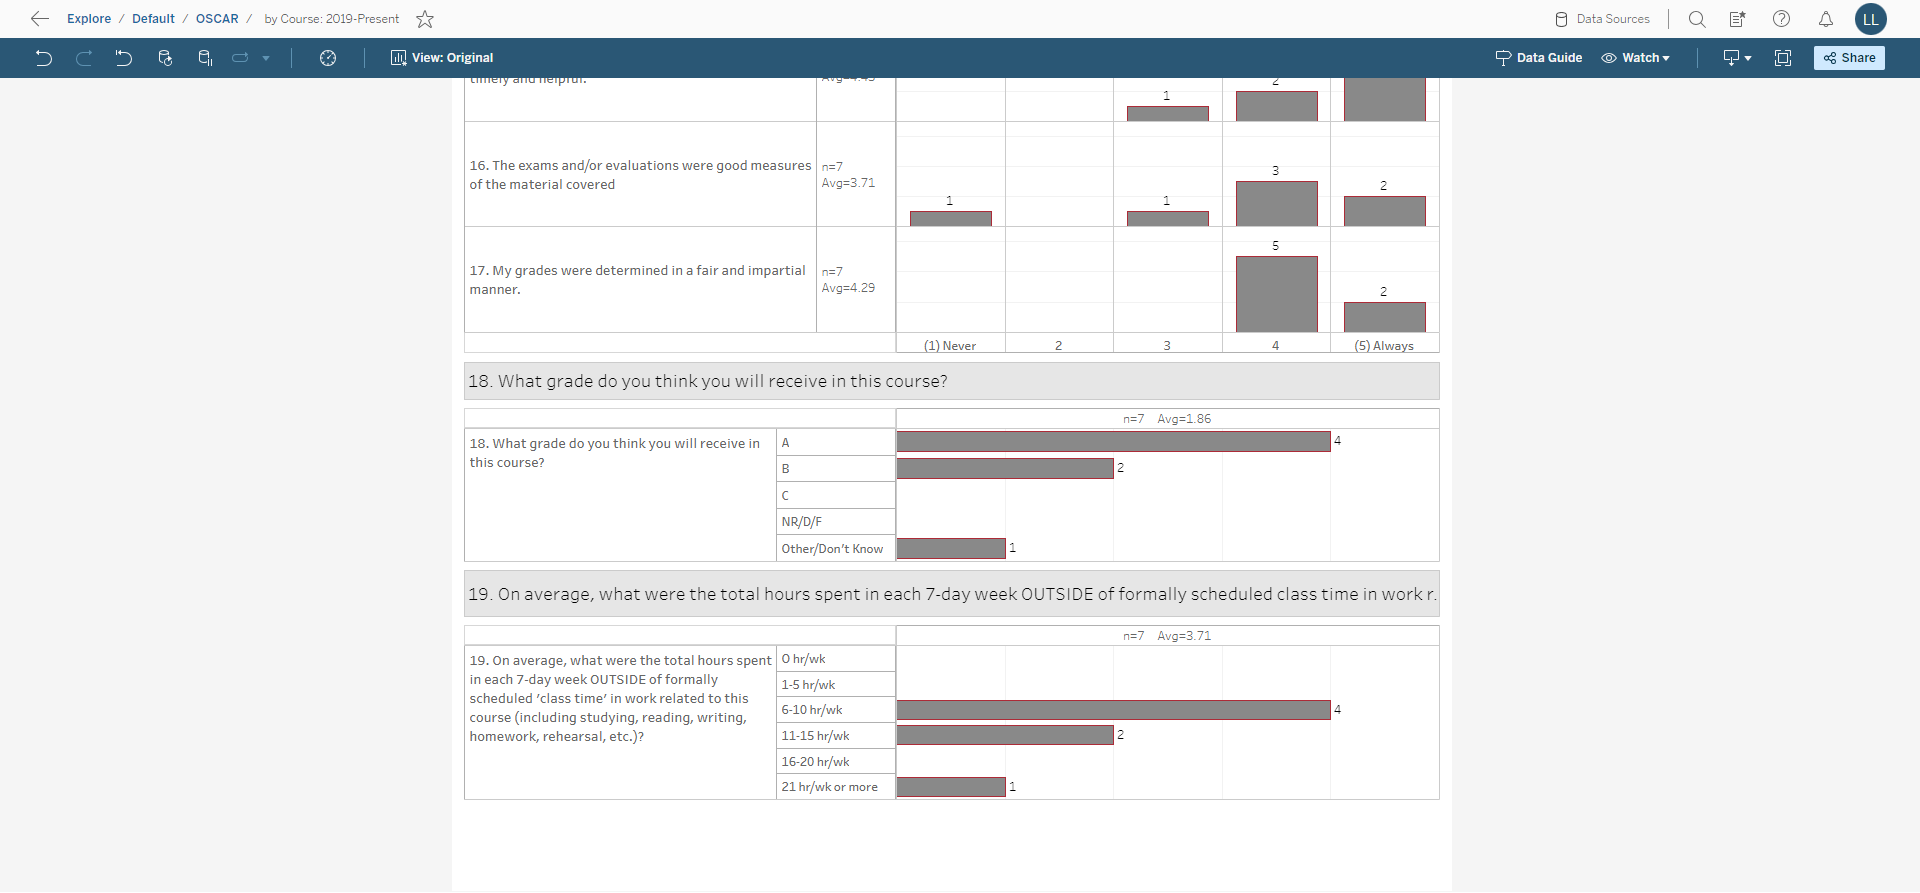 Explore / Default / OSCAR / by Course: 2019-Present
Data Sources
LL
View: Original
Data Guide
Watch
Share
timely and helpful.
Avg=4.43
1
2
16. The exams and/or evaluations were good measures
of the material covered
n=7
Avg=3.71
1
1
3
2
17. My grades were determined in a fair and impartial
manner.
n=7
Avg=4.29
5
2
(1) Never
2
3
4
(5) Always
18. What grade do you think you will receive in this course?
n=7 Avg=1.86
18. What grade do you think you will receive in
this course?
A
4
B
2
C
NR/D/F
Other/Don't Know
1
19. On average, what were the total hours spent in each 7-day week OUTSIDE of formally scheduled class time in work r.
n=7 Avg=3.71
19. On average, what were the total hours spent
in each 7-day week OUTSIDE of formally
scheduled ‘class time’ in work related to this
course (including studying, reading, writing,
homework, rehearsal, etc.)?
0 hr/wk
1-5 hr/wk
6-10 hr/wk
4
11-15 hr/wk
2
16-20 hr/wk
21 hr/wk or more
1